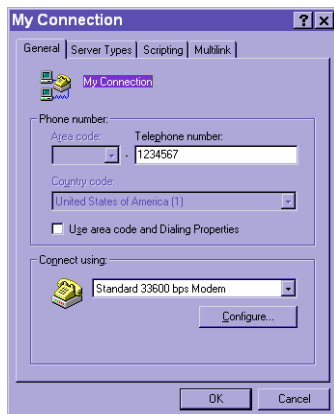 My Connection
General Server Types Scripting Multilink
My Connection
Phone number:
Area code: Telephone number:
- 1234567
Country code:
United States of America (1)
Use area code and Dialing Properties
Connect using:
Standard 33600 bps Modem
Configure...
OK Cancel